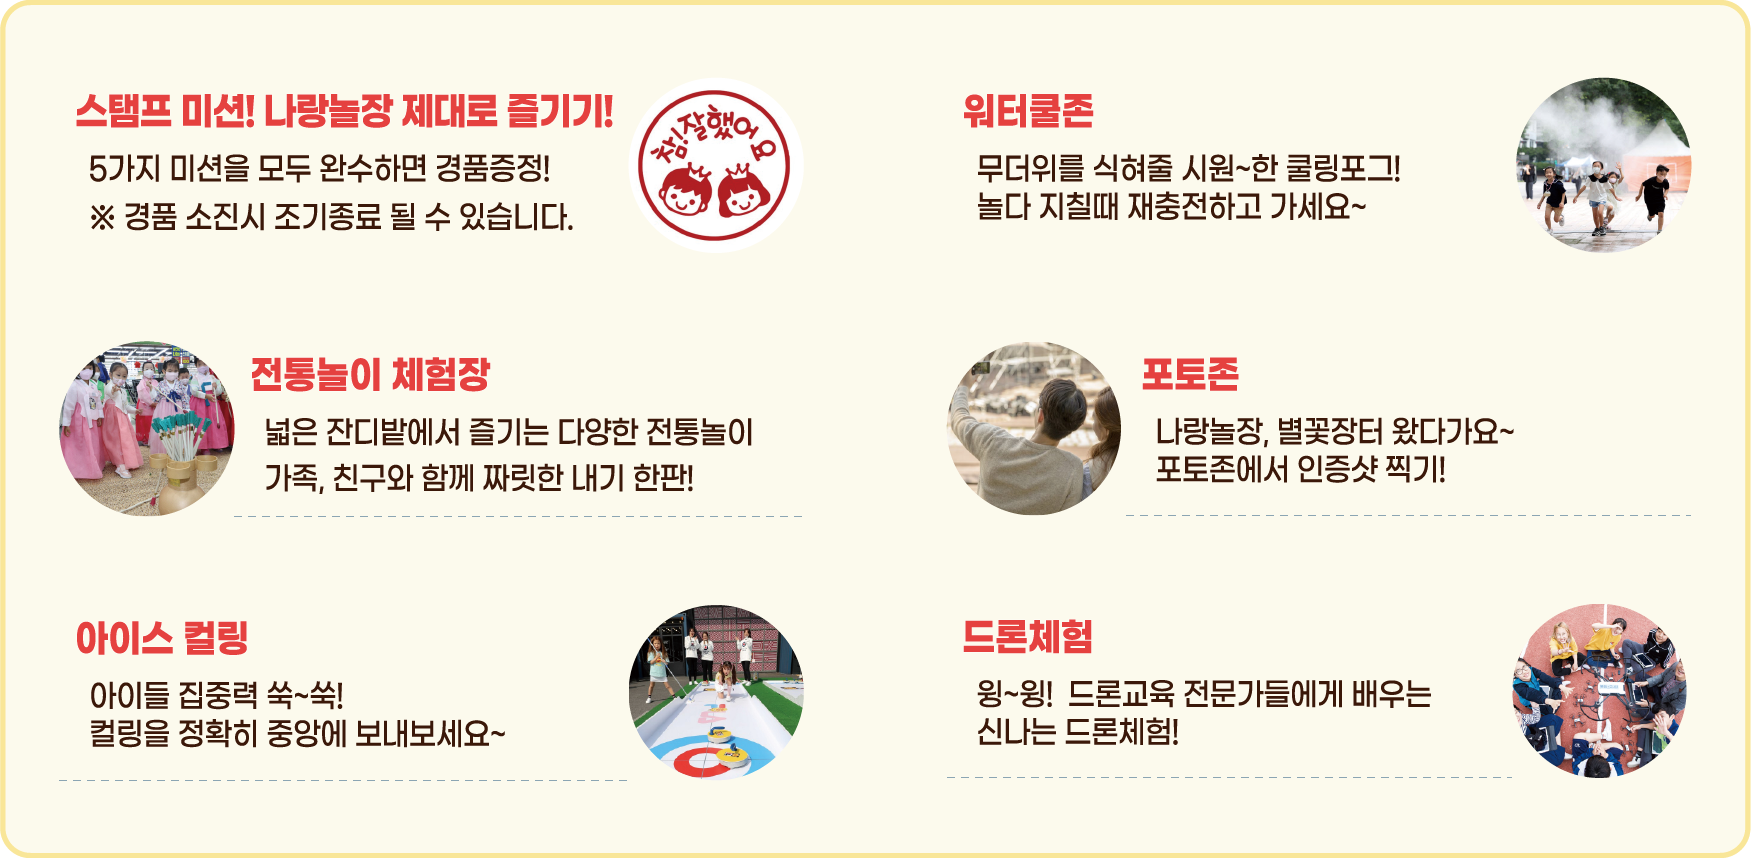 스탬프 미션! 나랑놀장 제대로 즐기기!
5가지 미션을 모두 완수하면 경품증정!
※ 경품 소진시 조기종료 될 수 있습니다.
참!잘했어요
워터쿨존
무더위를 식혀줄 시원~한 쿨링포그!
놀다 지칠때 재충전하고 가세요~
전통놀이 체험장
넓은 잔디밭에서 즐기는 다양한 전통놀이
가족, 친구와 함께 짜릿한 내기 한판!
포토존
나랑놀장, 별꽃장터 왔다가요~
포토존에서 인증샷 찍기!
아이스 컬링
아이들 집중력 쑥~쑥!
컬링을 정확히 중앙에 보내보세요~
드론체험
윙~윙! 드론교육 전문가들에게 배우는
신나는 드론체험!